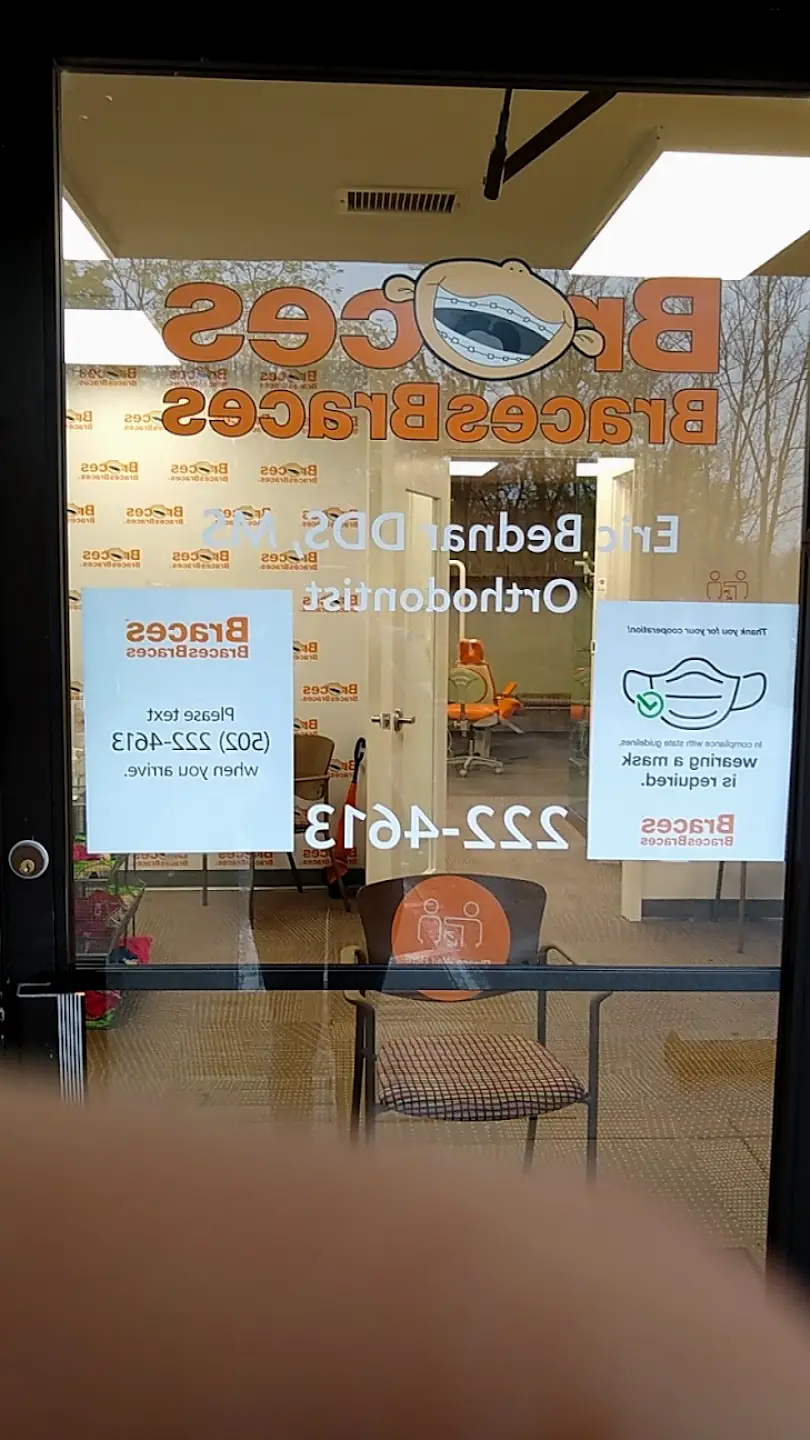 Braces
BracesBraces
Eric Bednar DDS, MS
Orthodontist
Thank you for your cooperation!
In compliance with state guidelines,
wearing a mask
is required.
Braces
BracesBraces
Braces
BracesBraces
Please text
(502) 222-4613
when you arrive.
222-4613